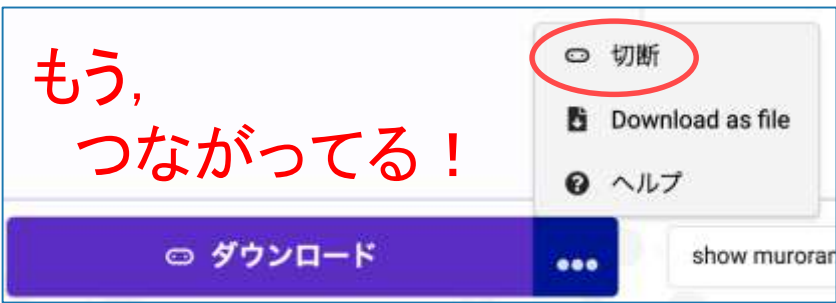 もう,
つながってる！
切断
Download as file
ヘルプ
ダウンロード
show muroran